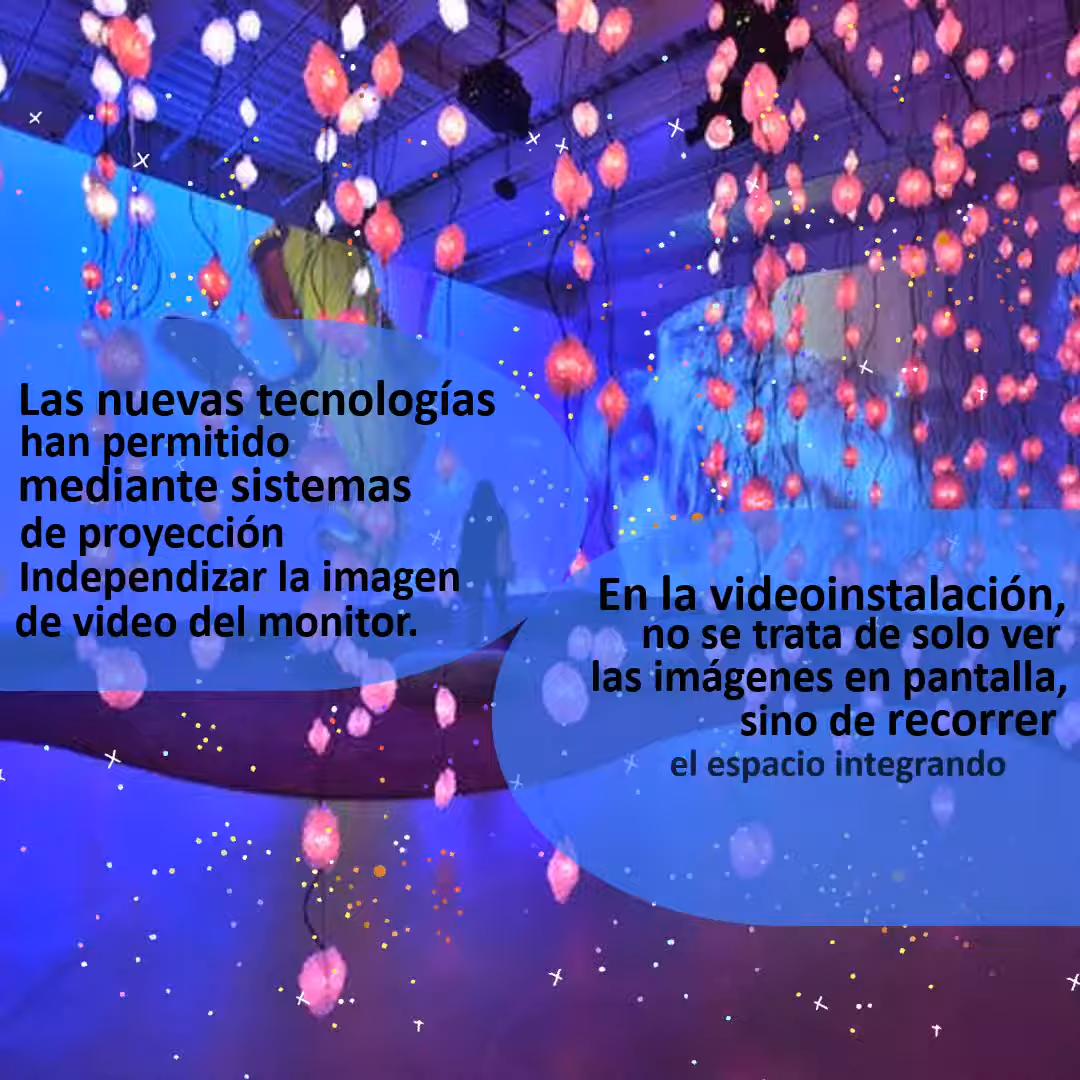 Las nuevas tecnologías
han permitido
mediante sistemas
de proyección
Independizar la imagen
de video del monitor.
En la videoinstalación,
no se trata de solo ver
las imágenes en pantalla,
sino de recorrer
el espacio integrando